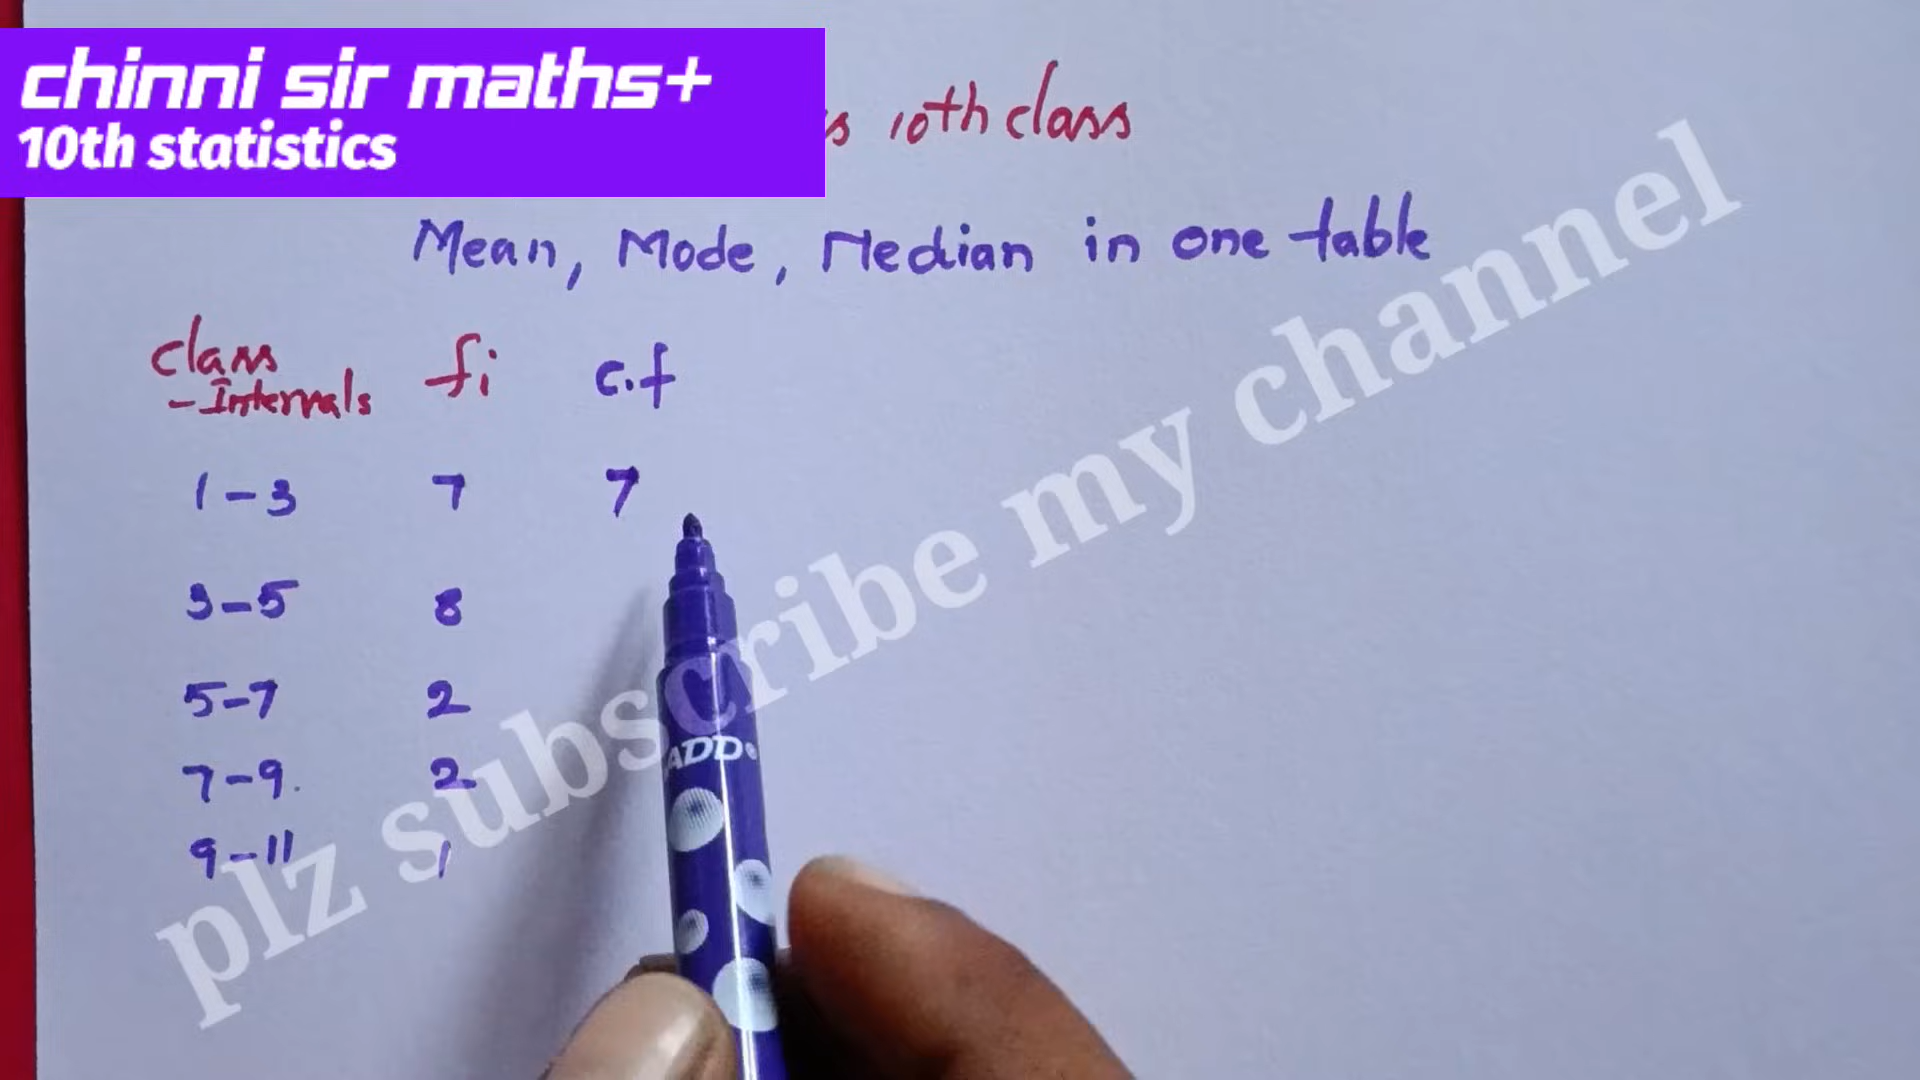 chinni sir maths+
10th statistics
s 10th class
Mean, Mode, Median in one table
class - Intervals fi c.f
1-3 7 7
3-5 8
5-7 2
7-9. 2
9-11 1
plz subscribe my channel
ADD